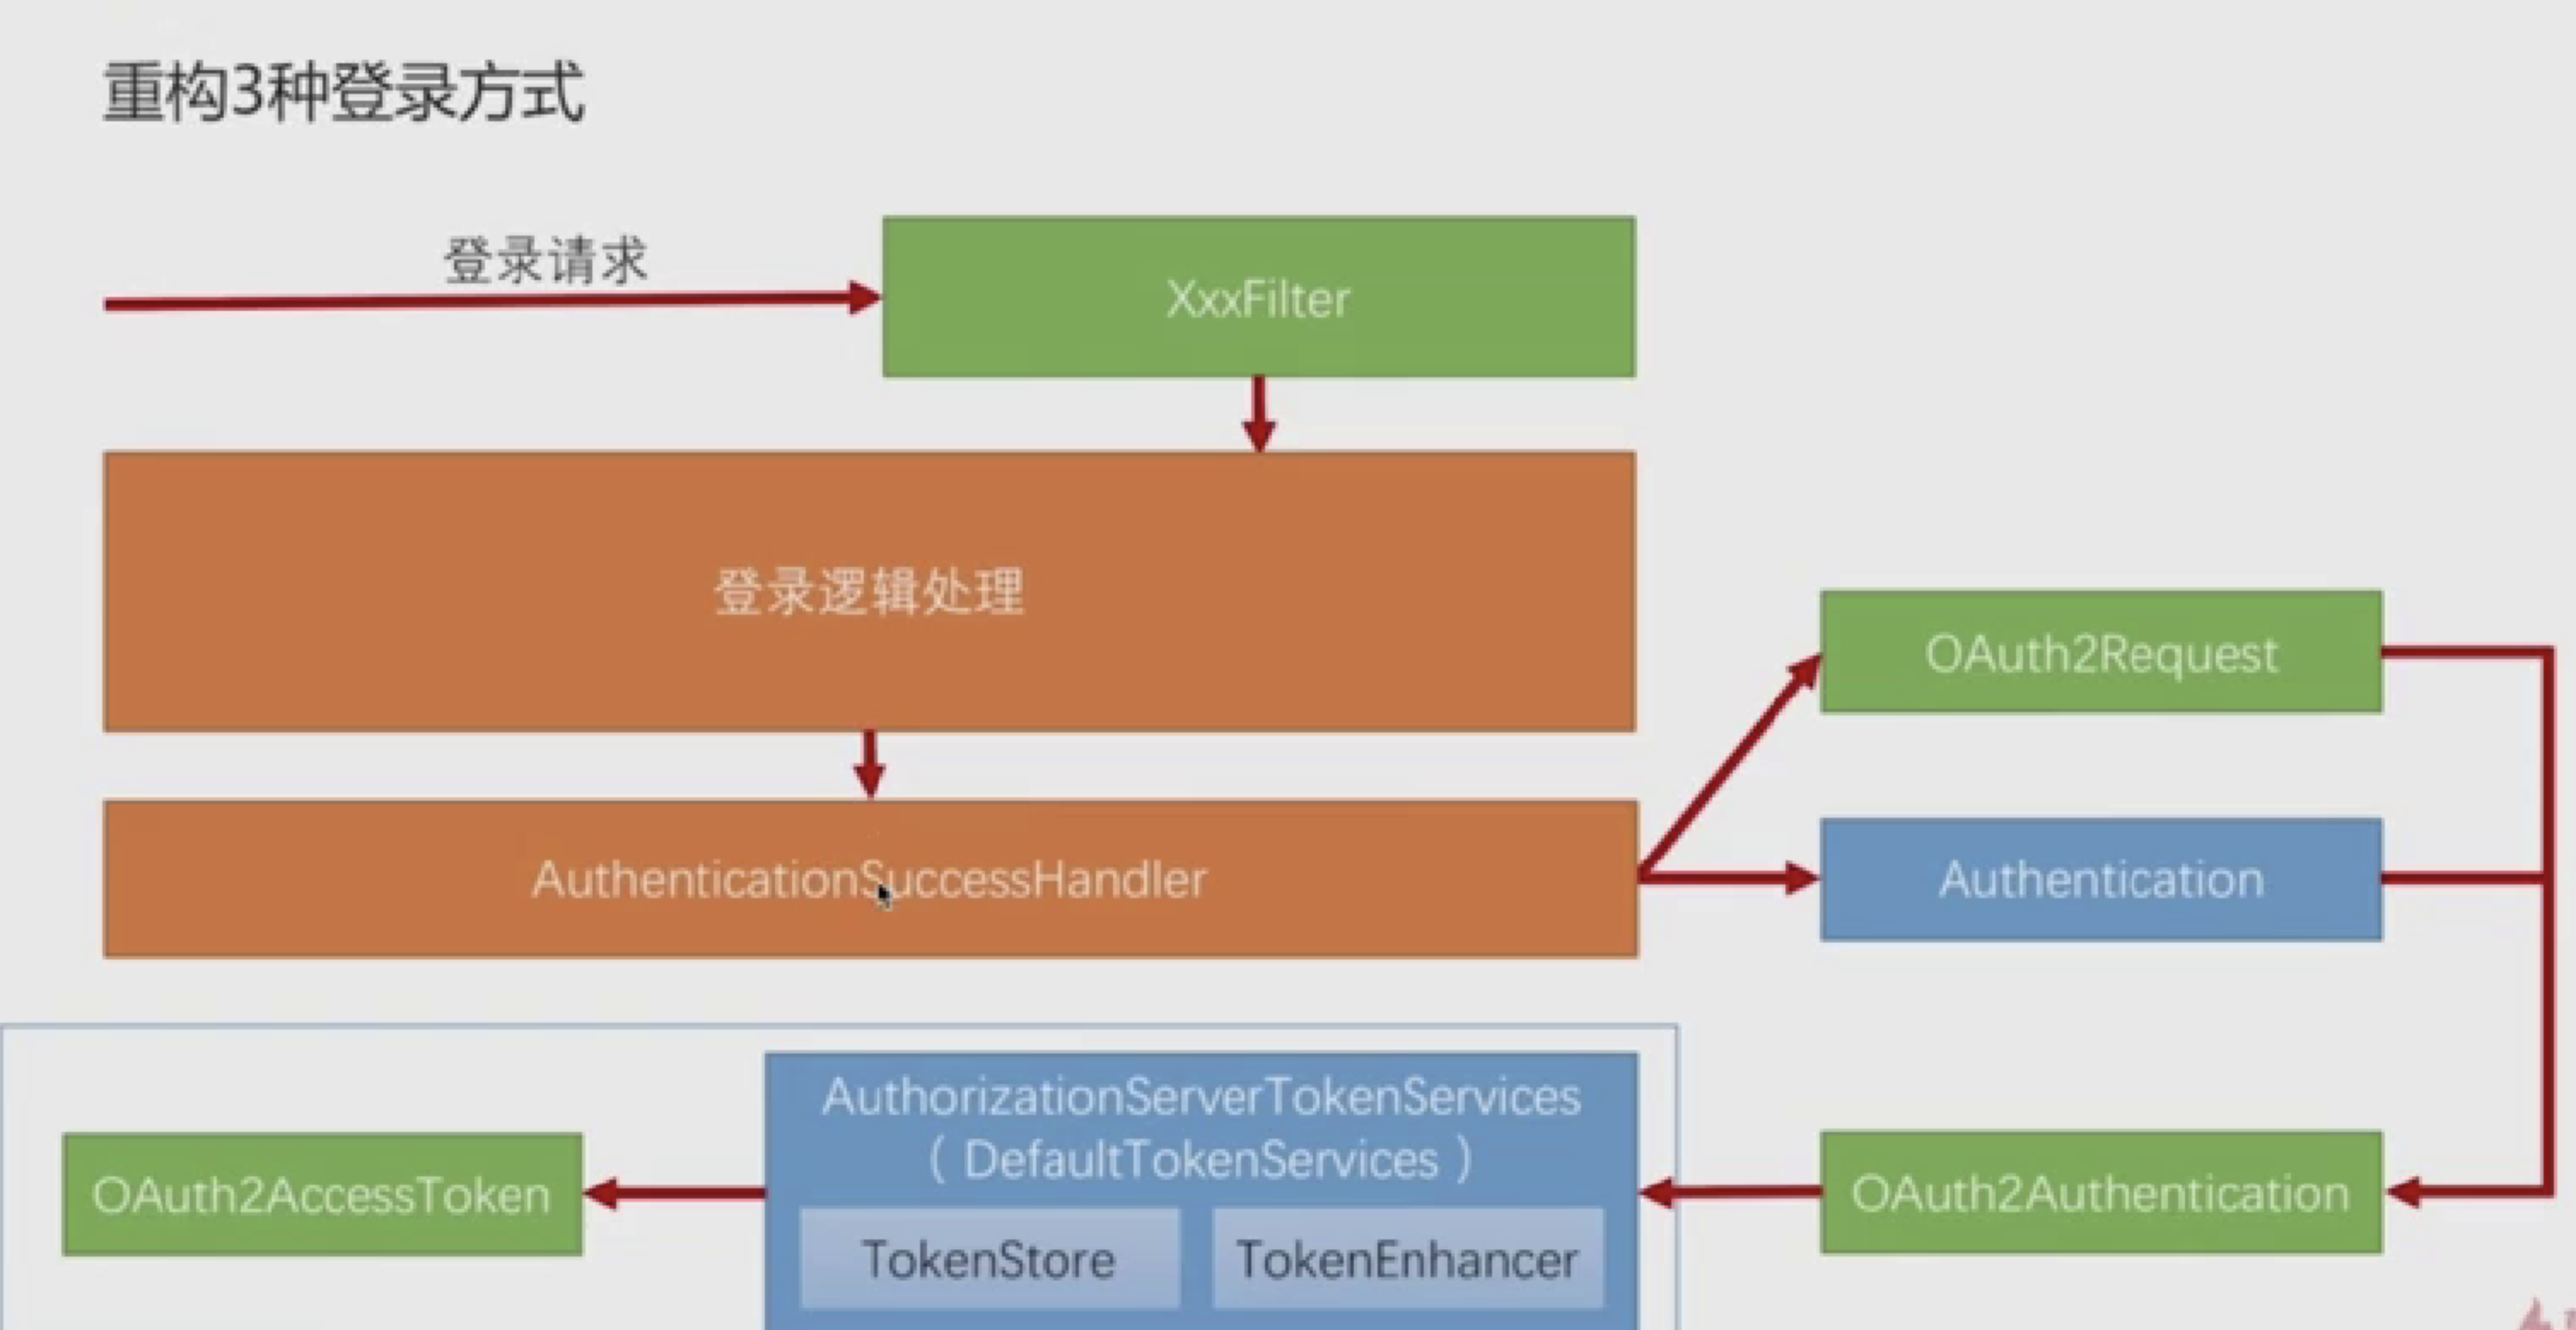 重构3种登录方式
登录请求
XxxFilter
登录逻辑处理
OAuth2Request
AuthenticationSuccessHandler
Authentication
AuthorizationServerTokenServices
（ DefaultTokenServices ）
OAuth2AccessToken
OAuth2Authentication
TokenStore
TokenEnhancer